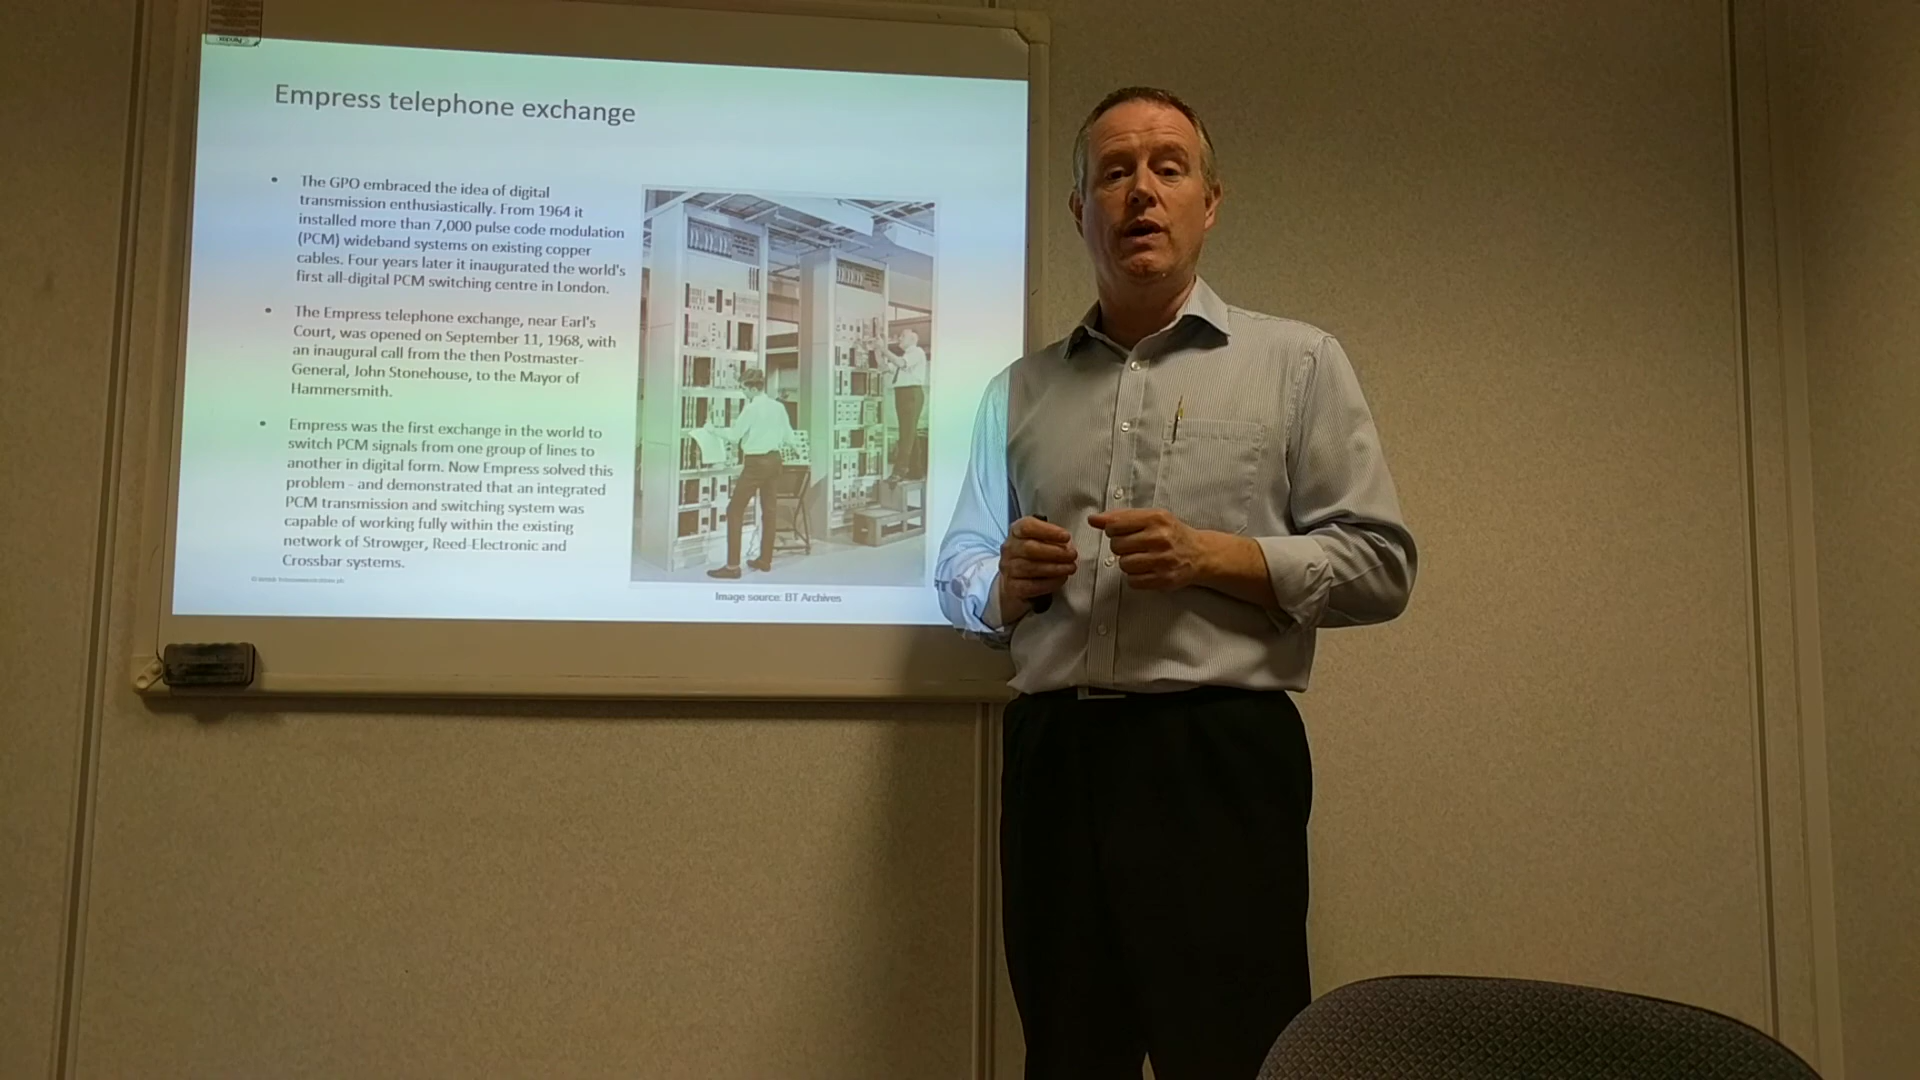 Empress telephone exchange
• The GPO embraced the idea of digital
transmission enthusiastically. From 1964 it
installed more than 7,000 pulse code modulation
(PCM) wideband systems on existing copper
cables. Four years later it inaugurated the world's
first all-digital PCM switching centre in London.
• The Empress telephone exchange, near Earl's
Court, was opened on September 11, 1968, with
an inaugural call from the then Postmaster-
General, John Stonehouse, to the Mayor of
Hammersmith.
• Empress was the first exchange in the world to
switch PCM signals from one group of lines to
another in digital form. Now Empress solved this
problem - and demonstrated that an integrated
PCM transmission and switching system was
capable of working fully within the existing
network of Strowger, Reed-Electronic and
Crossbar systems.
Image source: BT Archives